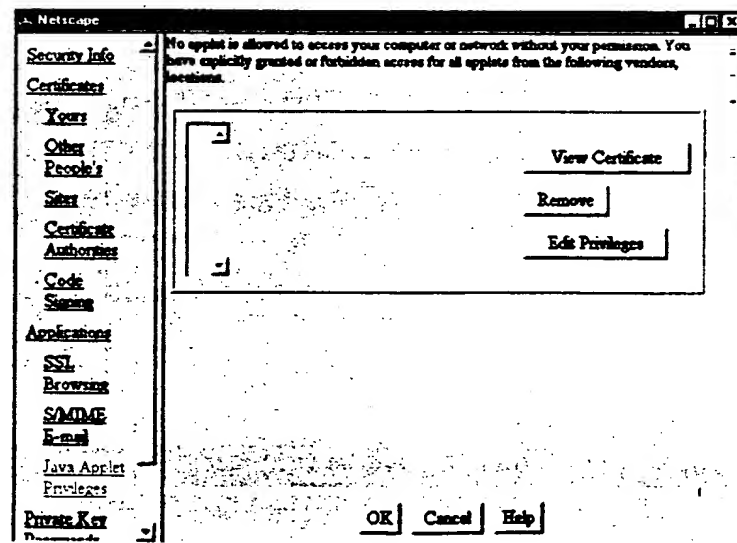 Netscape
Security Info
Certificates
Yours
Other
People's
Sites
Certificate
Authorities
Code
Signing
Applications
SSL
Browsing
S/MIME
E-mail
Java Applet
Privileges
Private Key
Passwords
No applet is allowed to access your computer or network without your permission. You
have explicitly granted or forbidden access for all applets from the following vendors,
locations.
View Certificate
Remove
Edit Privileges
OK Cancel Help